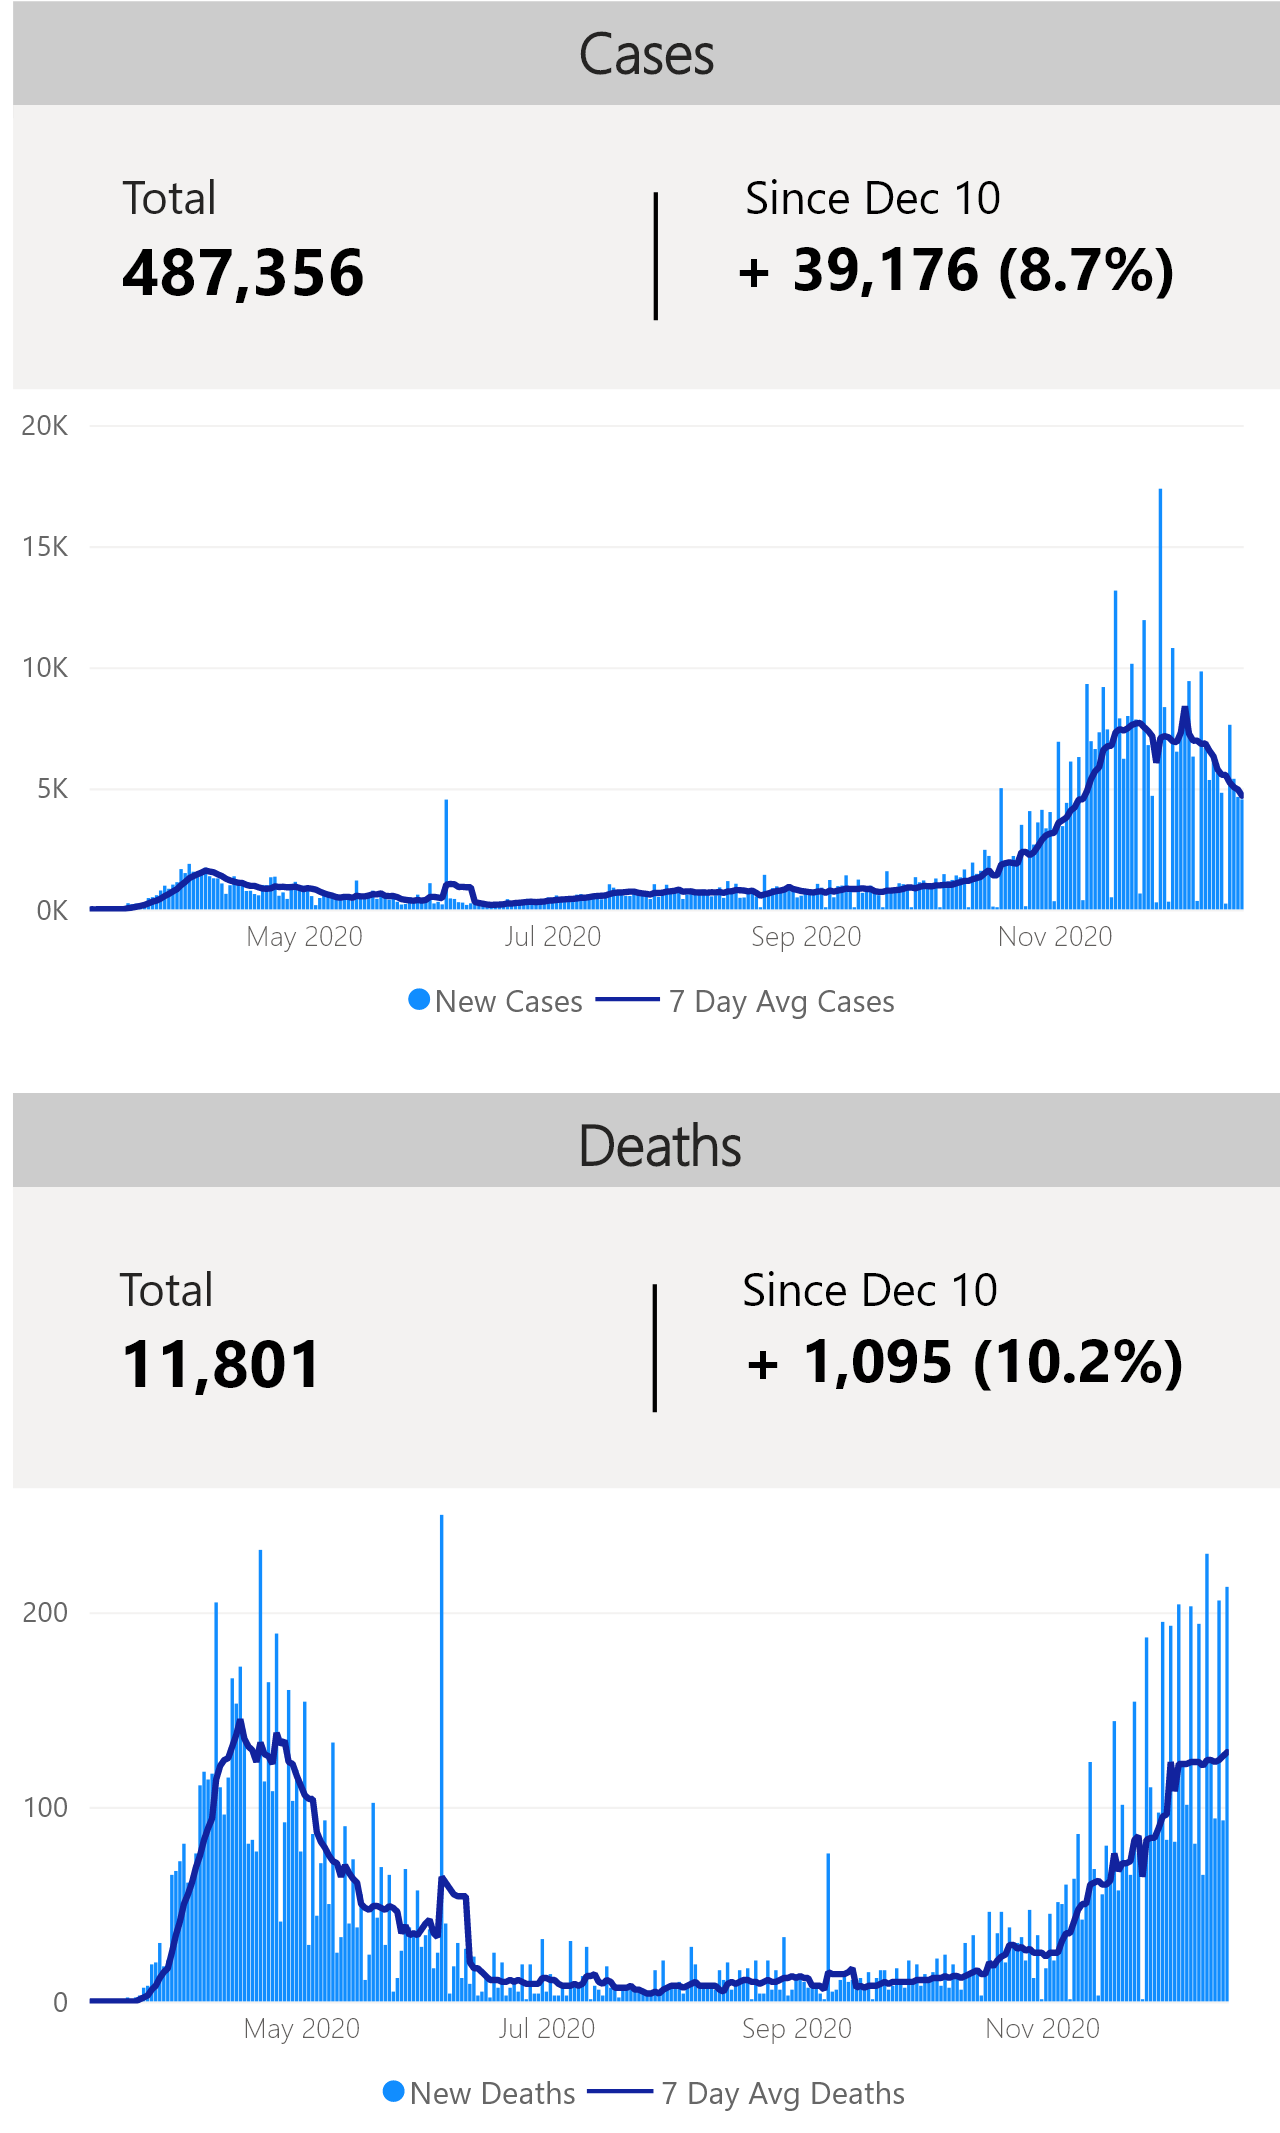 Cases
Total
Since Dec 10
487,356
+ 39,176 (8.7%)
20K
15K
10K
5K
0K
May 2020
Jul 2020
Sep 2020
Nov 2020
New Cases
7 Day Avg Cases
Deaths
Total
Since Dec 10
11,801
+ 1,095 (10.2%)
200
100
0
May 2020
Jul 2020
Sep 2020
Nov 2020
New Deaths
7 Day Avg Deaths